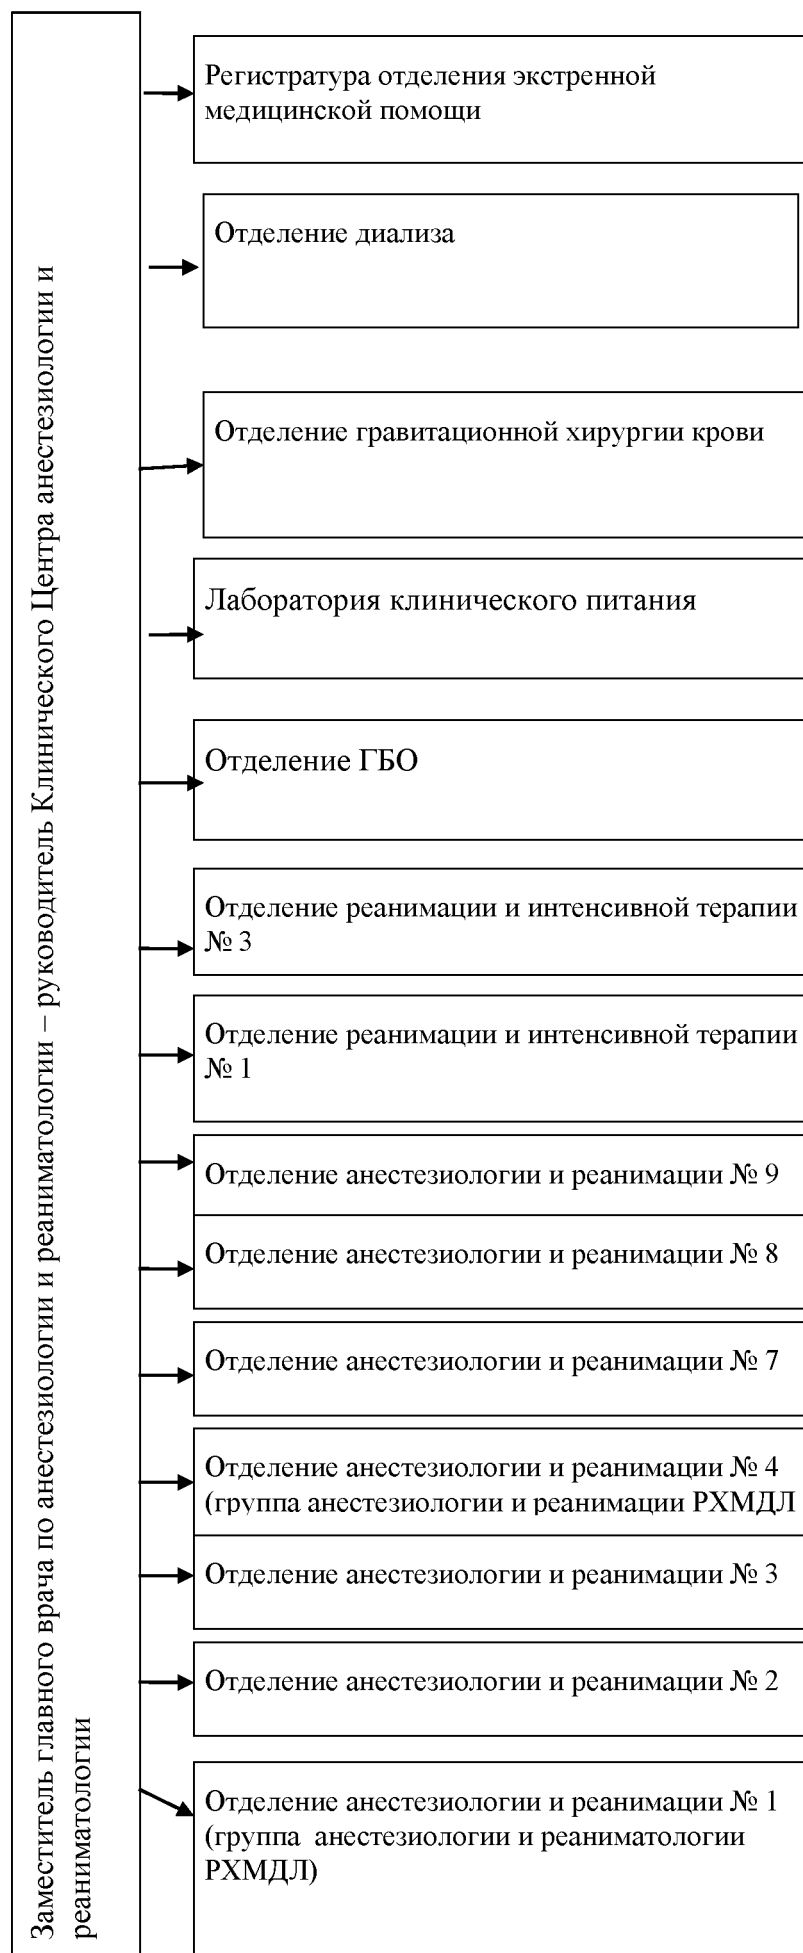 Заместитель главного врача по анестезиологии и реаниматологии – руководитель Клинического Центра анестезиологии и
реаниматологии
Регистратура отделения экстренной
медицинской помощи
Отделение диализа
Отделение гравитационной хирургии крови
Лаборатория клинического питания
Отделение ГБО
Отделение реанимации и интенсивной терапии
№ 3
Отделение реанимации и интенсивной терапии
№ 1
Отделение анестезиологии и реанимации № 9
Отделение анестезиологии и реанимации № 8
Отделение анестезиологии и реанимации № 7
Отделение анестезиологии и реанимации № 4
(группа анестезиологии и реанимации РХМДЛ
Отделение анестезиологии и реанимации № 3
Отделение анестезиологии и реанимации № 2
Отделение анестезиологии и реанимации № 1
(группа анестезиологии и реаниматологии
РХМДЛ)